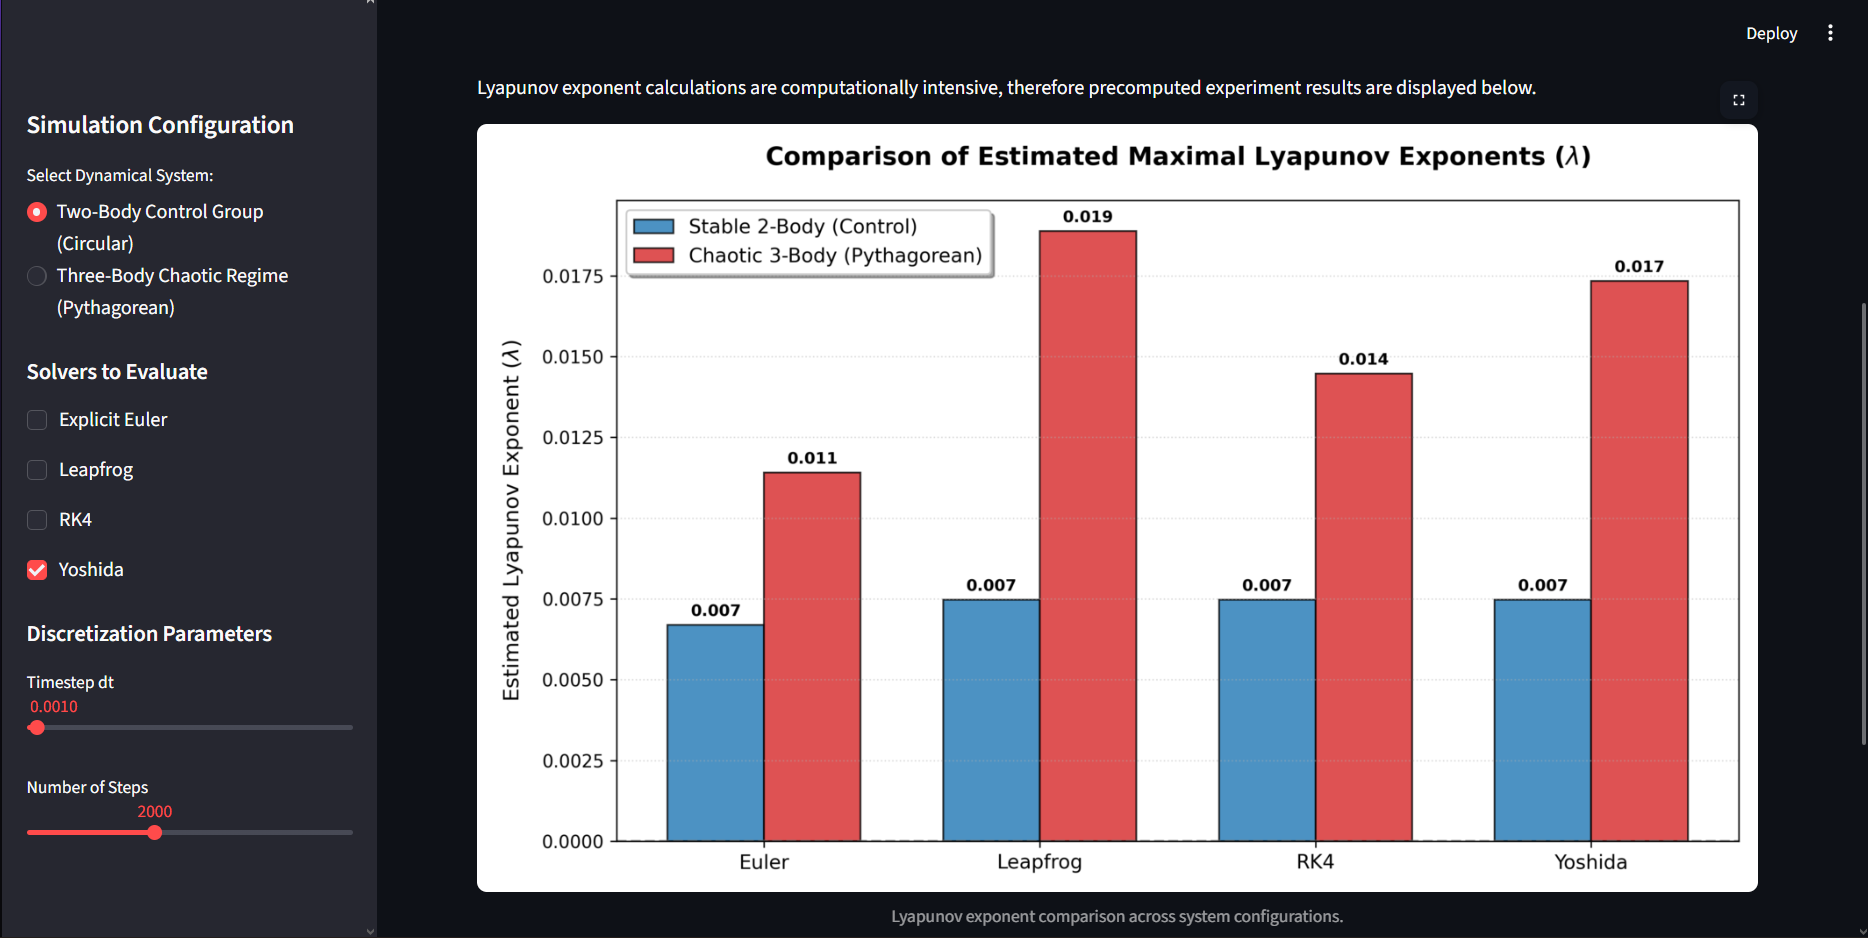 Deploy
Simulation Configuration
Select Dynamical System:
Two-Body Control Group
(Circular)
Three-Body Chaotic Regime
(Pythagorean)
Solvers to Evaluate
Explicit Euler
Leapfrog
RK4
Yoshida
Discretization Parameters
Timestep dt
0.0010
Number of Steps
2000
Lyapunov exponent calculations are computationally intensive, therefore precomputed experiment results are displayed below.
Comparison of Estimated Maximal Lyapunov Exponents (λ)
Stable 2-Body (Control)
Chaotic 3-Body (Pythagorean)
Estimated Lyapunov Exponent (λ)
0.0175
0.0150
0.0125
0.0100
0.0075
0.0050
0.0025
0.0000
0.007
0.011
0.007
0.019
0.007
0.014
0.007
0.017
Euler
Leapfrog
RK4
Yoshida
Lyapunov exponent comparison across system configurations.